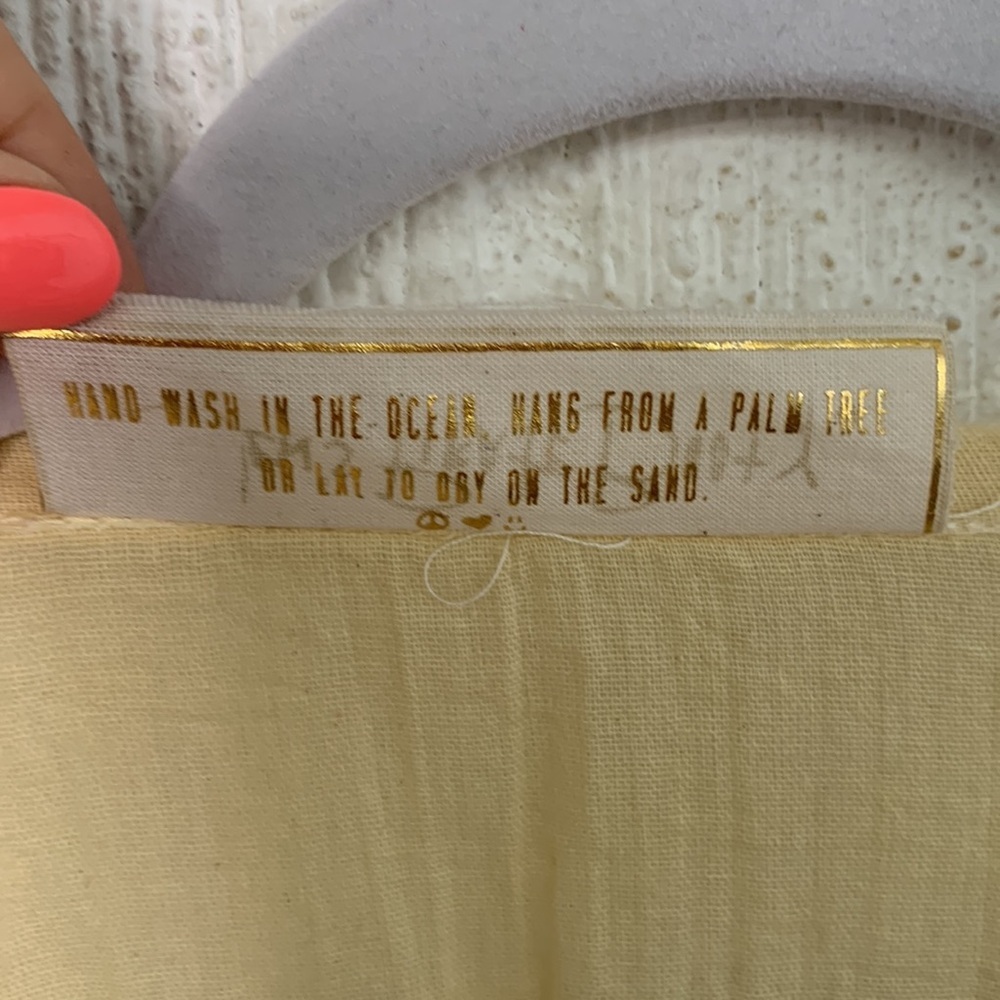 HAND WASH IN THE OCEAN, HANG FROM A PALM TREE
OR LAY TO DRY ON THE SAND.